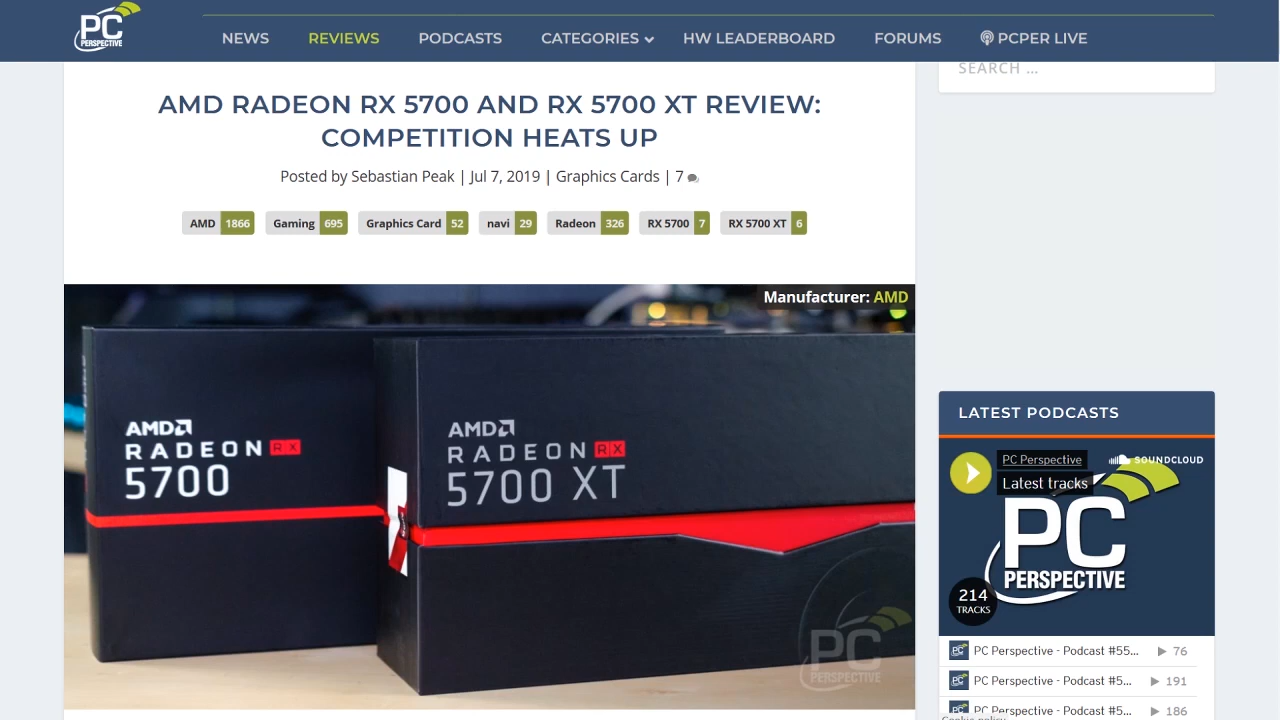 PC
PERSPECTIVE
NEWS
REVIEWS
PODCASTS
CATEGORIES
HW LEADERBOARD
FORUMS
PCPER LIVE
SEARCH …
AMD RADEON RX 5700 AND RX 5700 XT REVIEW:
COMPETITION HEATS UP
Posted by Sebastian Peak | Jul 7, 2019 | Graphics Cards | 7
AMD 1866
Gaming 695
Graphics Card 52
navi 29
Radeon 326
RX 5700 7
RX 5700 XT 6
Manufacturer: AMD
AMD
RADEON RX
5700
AMD
RADEON RX
5700 XT
PC
PERSPECTIVE
LATEST PODCASTS
PC Perspective
SOUNDCLOUD
Latest tracks
PC
PERSPECTIVE
214
TRACKS
PC Perspective - Podcast #55... 76
PC Perspective - Podcast #5... 191
PC Perspective - Podcast #5... 186
Cookie policy